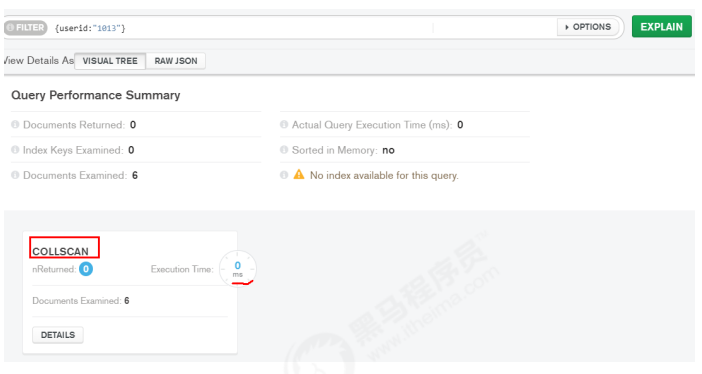 FILTER {userid:"1013"} OPTIONS EXPLAIN
View Details As VISUAL TREE RAW JSON
Query Performance Summary
Documents Returned: 0 Actual Query Execution Time (ms): 0
Index Keys Examined: 0 Sorted in Memory: no
Documents Examined: 6 No index available for this query.
COLLSCAN
nReturned: 0 Execution Time: 0 ms
Documents Examined: 6
DETAILS
黑马程序员
www.itheima.com